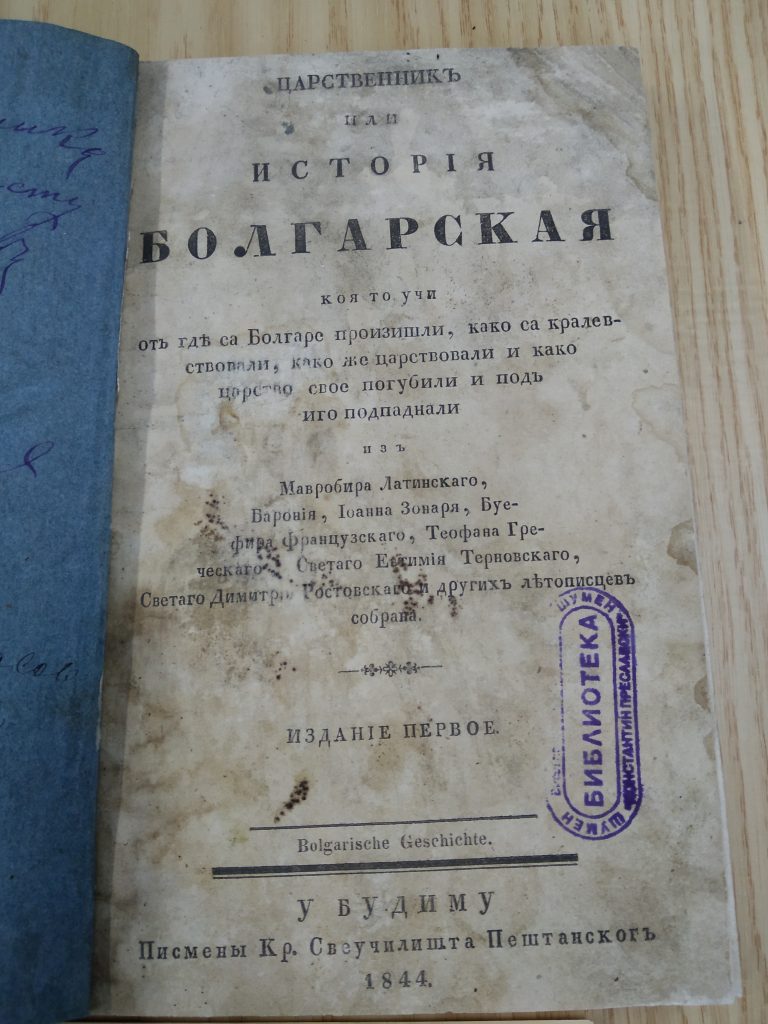 ЦАРСТВЕННИКЪ
ИЛИ
ИСТОРІЯ
БОЛГАРСКАЯ
КОЯ ТО УЧИ
отъ гдѣ са Болгаре произишли, како са кралев-
ствовали, како же царствовали и како
царство свое погубили и подъ
иго подпаднали
изъ
Мавробира Латинскаго,
Баронія, Іоанна Зонаря, Буе-
фира Французскаго, Теофана Гре-
ческаго Светаго Евтимія Терновскаго,
Светаго Димитрія Ростовскаго и другихъ лѣтописцевъ
собрана.
ИЗДАНІЕ ПЕРВОЕ.
Bolgarische Geschichte.
У БУДИМУ
Писмены Кр. Свеучилишта Пештанскогъ
1844.
ШУМЕН
БИБЛИОТЕКА
КОНСТАНТИН ПРЕСЛАВСКИ
ШУМЕН